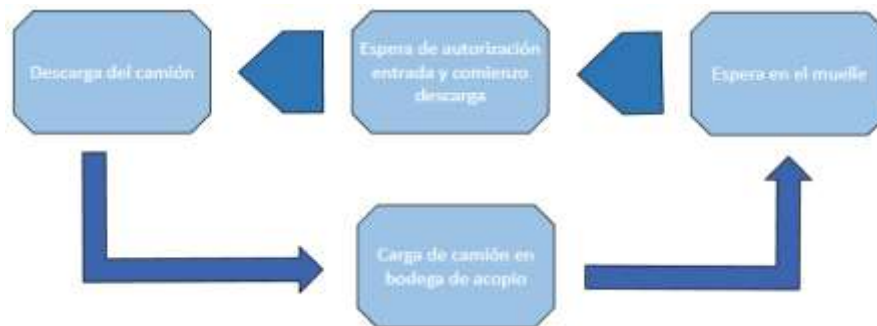 Descarga del camión
Espera de autorización
entrada y comienzo
descarga
Espera en el muelle
Carga de camión en
bodega de acopio